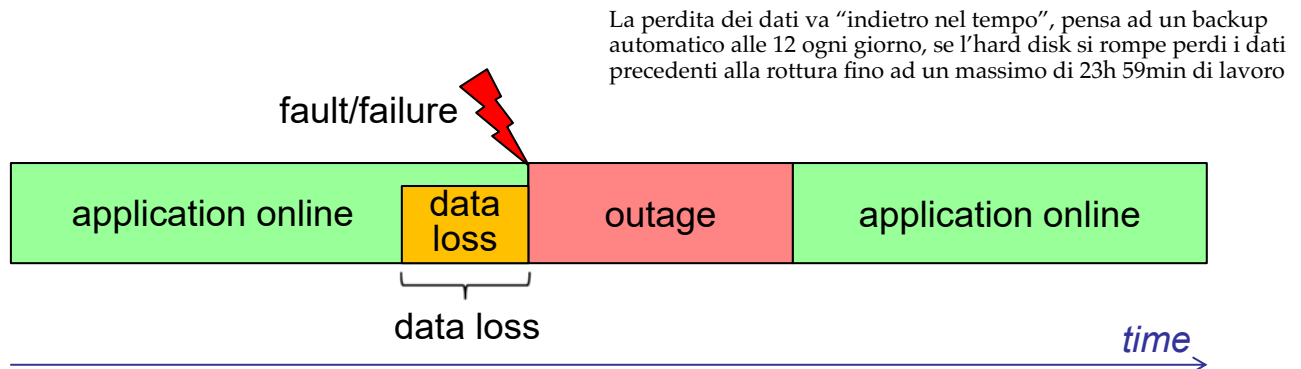 La perdita dei dati va “indietro nel tempo”, pensa ad un backup
automatico alle 12 ogni giorno, se l’hard disk si rompe perdi i dati
precedenti alla rottura fino ad un massimo di 23h 59min di lavoro
fault/failure
application online
data
loss
outage
application online
data loss
time